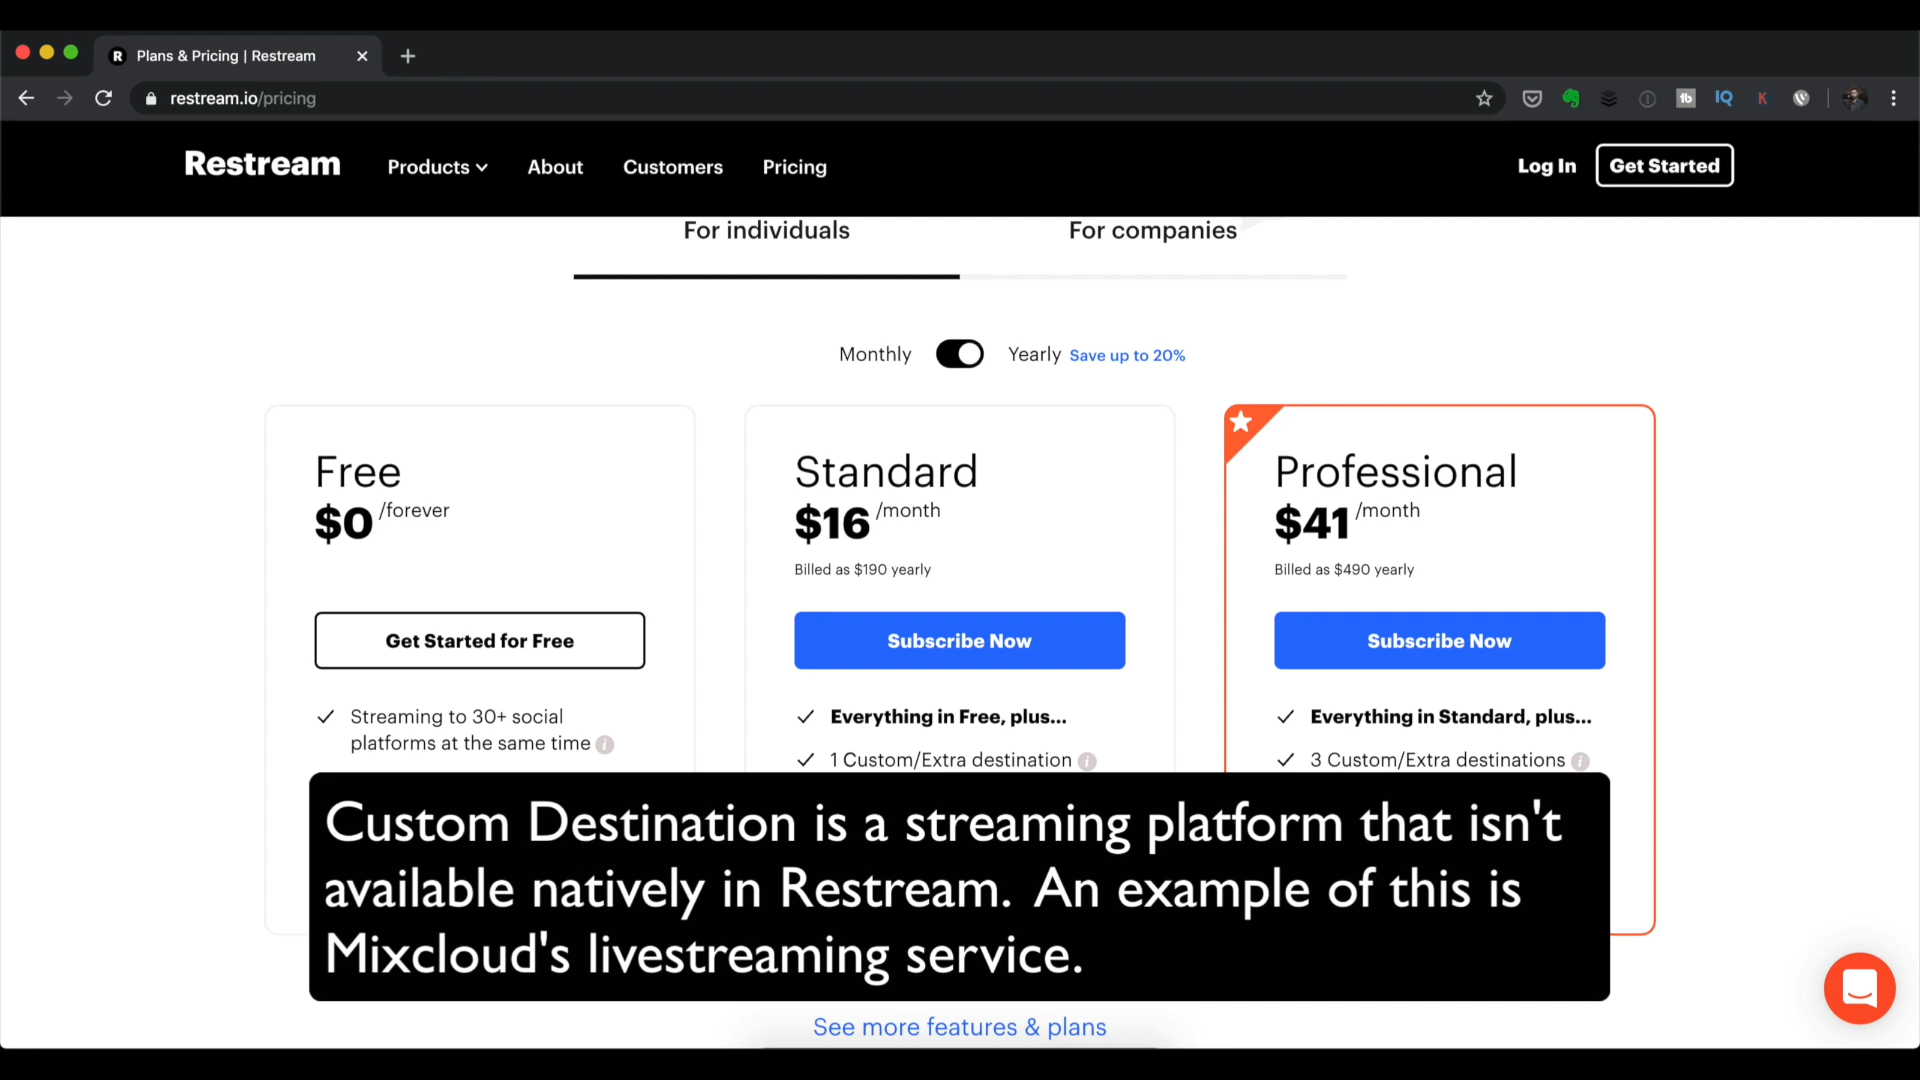 Plans & Pricing | Restream
restream.io/pricing
Restream
Products
About
Customers
Pricing
Log In
Get Started
For individuals
For companies
Monthly
Yearly
Save up to 20%
Free
$0 /forever
Get Started for Free
Streaming to 30+ social
platforms at the same time
Standard
$16 /month
Billed as $190 yearly
Subscribe Now
Everything in Free, plus...
1 Custom/Extra destination
Professional
$41 /month
Billed as $490 yearly
Subscribe Now
Everything in Standard, plus...
3 Custom/Extra destinations
Custom Destination is a streaming platform that isn't
available natively in Restream. An example of this is
Mixcloud's livestreaming service.
See more features & plans